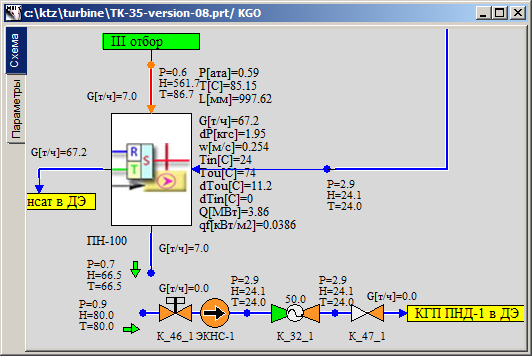 c:\ktz\turbine\TK-35-version-08.prt/ KGO
Схема
Параметры
III отбор
P=0.6
H=561.7
T=86.7
G[т/ч]=7.0
P[ата]=0.59
T[C]=85.15
L[мм]=997.62
G[т/ч]=67.2
dP[кгс]=1.95
w[м/с]=0.254
Tin[C]=24
Tou[C]=74
dTou[C]=11.2
dTin[C]=0
Q[МВт]=3.86
qf[кВт/м2]=0.0386
R
T
S
G[т/ч]=67.2
нсат в ДЭ
P=2.9
H=24.1
T=24.0
ПН-100
G[т/ч]=7.0
P=0.7
H=66.5
T=66.5
P=0.9
H=80.0
T=80.0
G[т/ч]=0.0
P=2.9
H=24.1
T=24.0
50.0
P=2.9
H=24.1
T=24.0
G[т/ч]=0.0
КГП ПНД-1 в ДЭ
K_46_1
ЭКНС-1
K_32_1
K_47_1